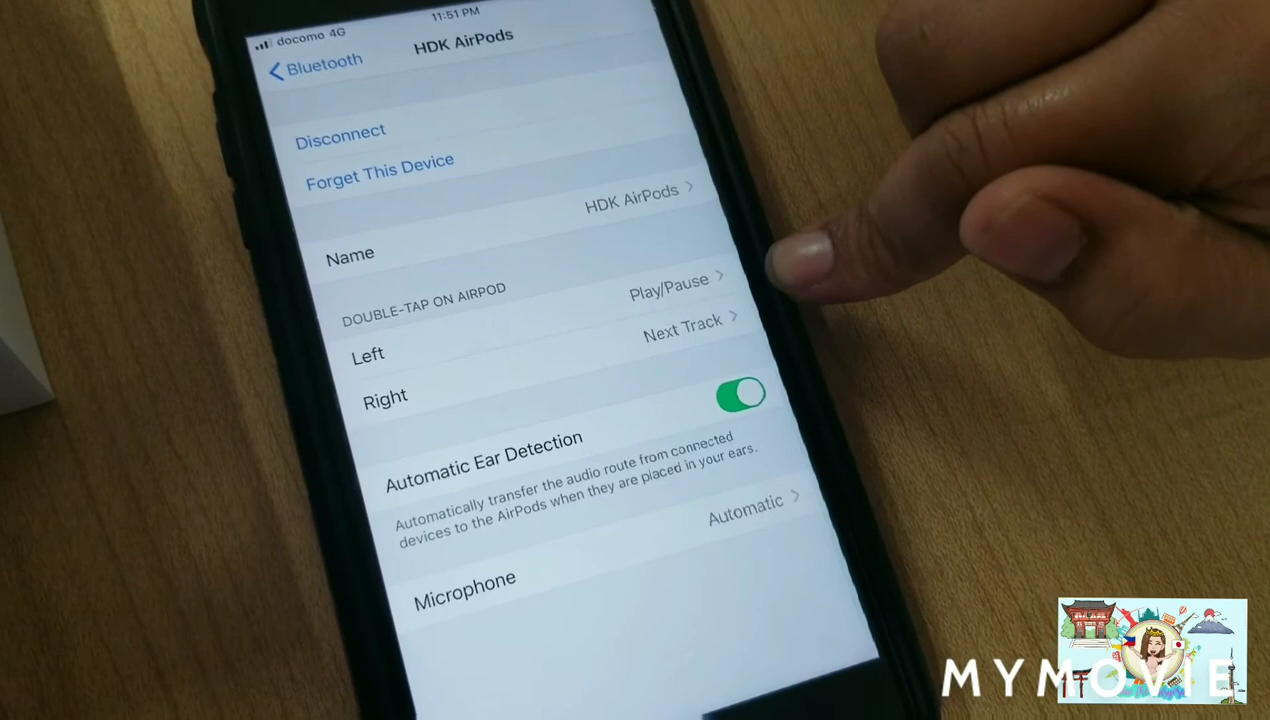 docomo 4G
11:51 PM
Bluetooth
HDK AirPods
Disconnect
Forget This Device
Name
HDK AirPods
DOUBLE-TAP ON AIRPOD
Left
Play/Pause
Right
Next Track
Automatic Ear Detection
Automatically transfer the audio route from connected
devices to the AirPods when they are placed in your ears.
Microphone
Automatic
MYMOVIE